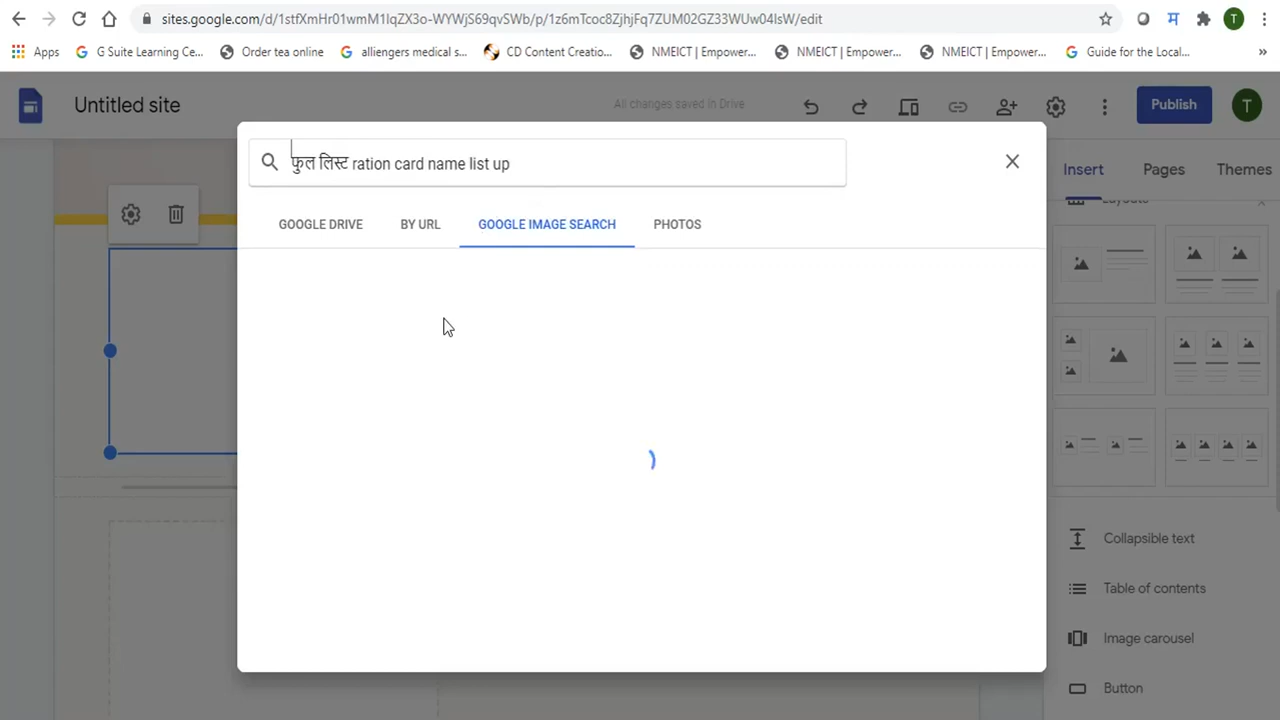 sites.google.com/d/1stfXmHr01wmM1IqZX3o-WYWjS69qvSWb/p/1z6mTcoc8ZjhjFq7ZUM02GZ33WUw04lsW/edit
T
Apps
G Suite Learning Ce...
Order tea online
alliengers medical s...
CD Content Creatio...
NMEICT | Empower...
NMEICT | Empower...
NMEICT | Empower...
Guide for the Local...
»
Untitled site
All changes saved in Drive
Publish
T
फुल लिस्ट ration card name list up
GOOGLE DRIVE
BY URL
GOOGLE IMAGE SEARCH
PHOTOS
Insert
Pages
Themes
Layouts
Collapsible text
Table of contents
Image carousel
Button